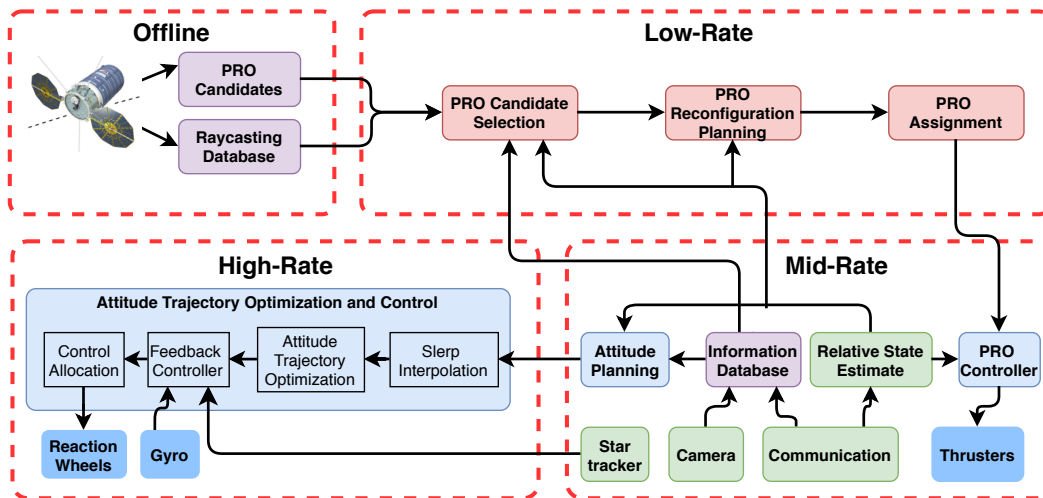 Offline
PRO
Candidates
Raycasting
Database
Low-Rate
PRO Candidate
Selection
PRO
Reconfiguration
Planning
PRO
Assignment
High-Rate
Attitude Trajectory Optimization and Control
Control
Allocation
Feedback
Controller
Attitude
Trajectory
Optimization
Slerp
Interpolation
Reaction
Wheels
Gyro
Mid-Rate
Attitude
Planning
Information
Database
Relative State
Estimate
PRO
Controller
Star
tracker
Camera
Communication
Thrusters